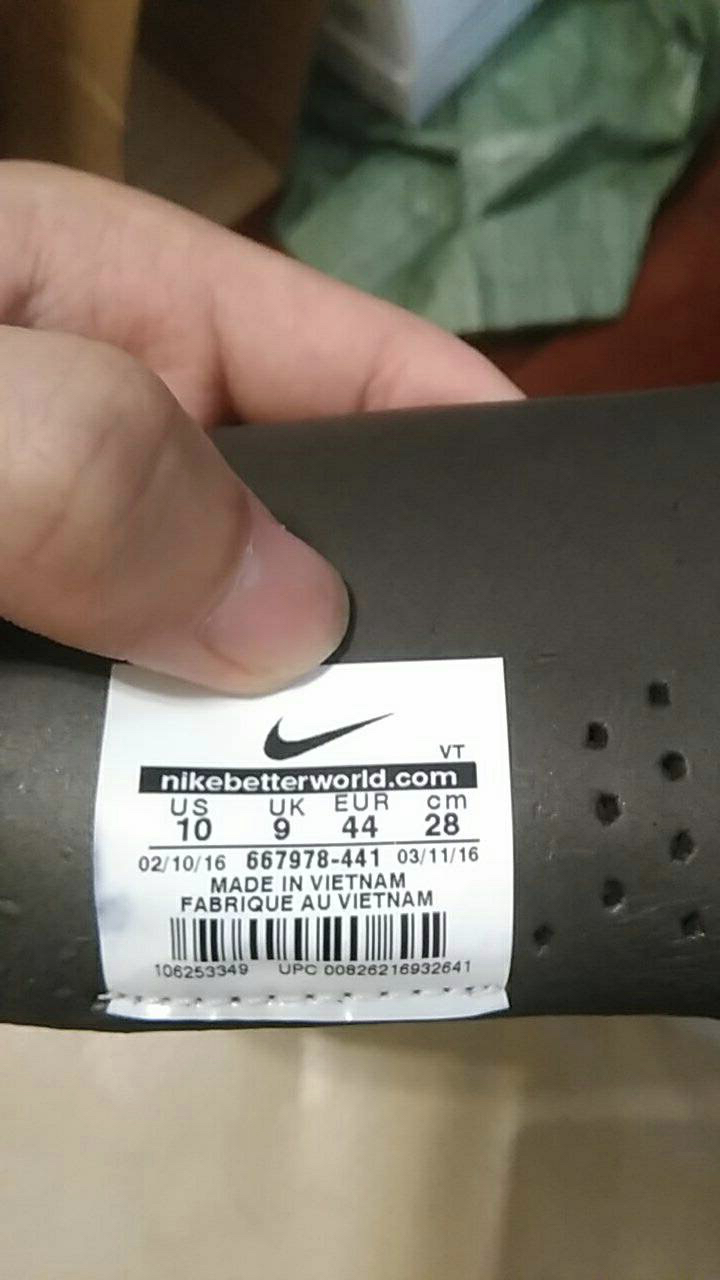 VT
nikebetterworld.com
US UK EUR cm
10 9 44 28
02/10/16 667978-441 03/11/16
MADE IN VIETNAM
FABRIQUE AU VIETNAM
106253349 UPC 00826216932641